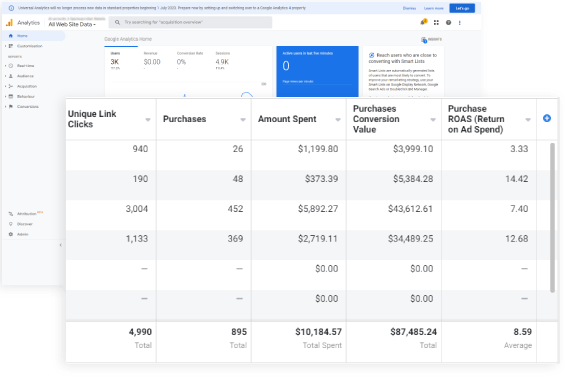 Universal Analytics will no longer process new data in standard properties beginning 1 July 2023. Prepare now by setting up and switching over to a Google Analytics 4 property.
Dismiss Learn more Let's go
Analytics
All Web Site Data
Try searching for "acquisition overview"
Home
Customisation
REPORTS
Real-time
Audience
Acquisition
Behaviour
Conversions
Attribution
Discover
Admin
Google Analytics Home
INSIGHTS
Users Revenue Conversion Rate Sessions
3K $0.00 0% 4.9K
Active users in last five minutes
0
Reach users who are close to
converting with Smart Lists
Unique Link
Clicks
Purchases
Amount Spent
Purchases
Conversion
Value
Purchase
ROAS (Return
on Ad Spend)
940 26 $1,199.80 $3,999.10 3.33
190 48 $373.39 $5,384.28 14.42
3,004 452 $5,892.27 $43,612.61 7.40
1,133 369 $2,719.11 $34,489.25 12.68
— — $0.00 $0.00
— — $0.00 $0.00
4,990 895 $10,184.57 $87,485.24 8.59
Total Total Total Spent Total Average